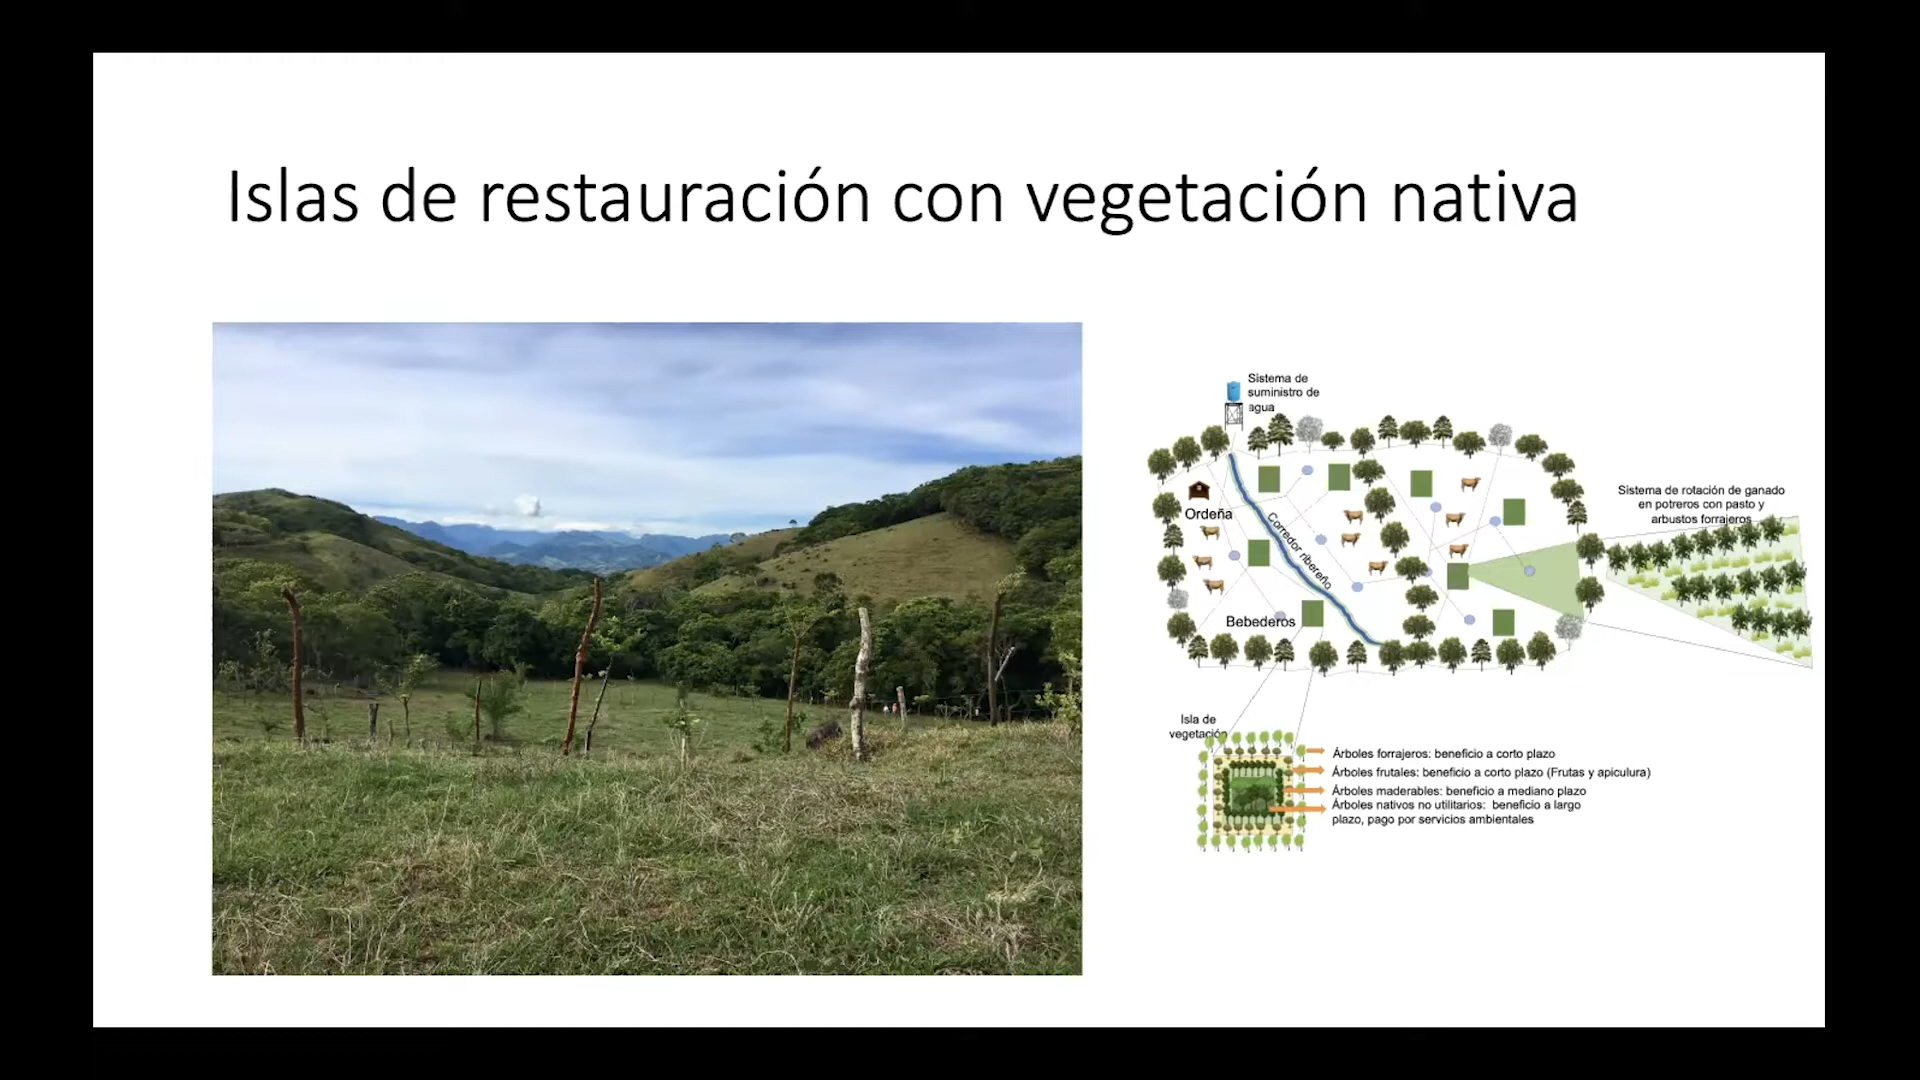 Islas de restauración con vegetación nativa
Sistema de
suministro de
agua
Sistema de rotación de ganado
en potreros con pasto y
arbustos forrajeros
Ordeña
Corredor ribereño
Bebederos
Isla de
vegetación
Árboles forrajeros: beneficio a corto plazo
Árboles frutales: beneficio a corto plazo (Frutas y apicultura)
Árboles maderables: beneficio a mediano plazo
Árboles nativos no utilitarios: beneficio a largo
plazo, pago por servicios ambientales